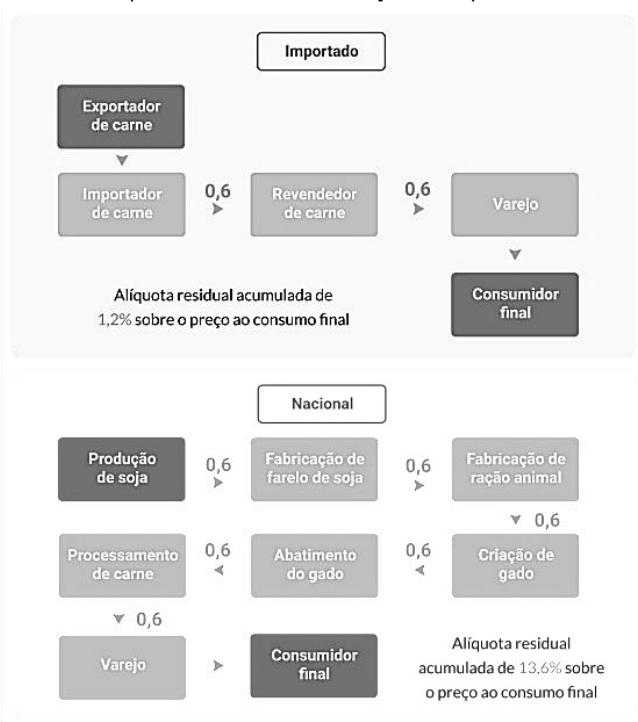 Importado
Exportador
de carne
Importador
de carne
0,6
Revendedor
de carne
0,6
Varejo
Alíquota residual acumulada de
1,2% sobre o preço ao consumo final
Consumidor
final
Nacional
Produção
de soja
0,6
Fabricação de
farelo de soja
0,6
Fabricação de
ração animal
0,6
Processamento
de carne
0,6
Abatimento
do gado
0,6
Criação de
gado
0,6
Varejo
Consumidor
final
Alíquota residual
acumulada de 13,6% sobre
o preço ao consumo final